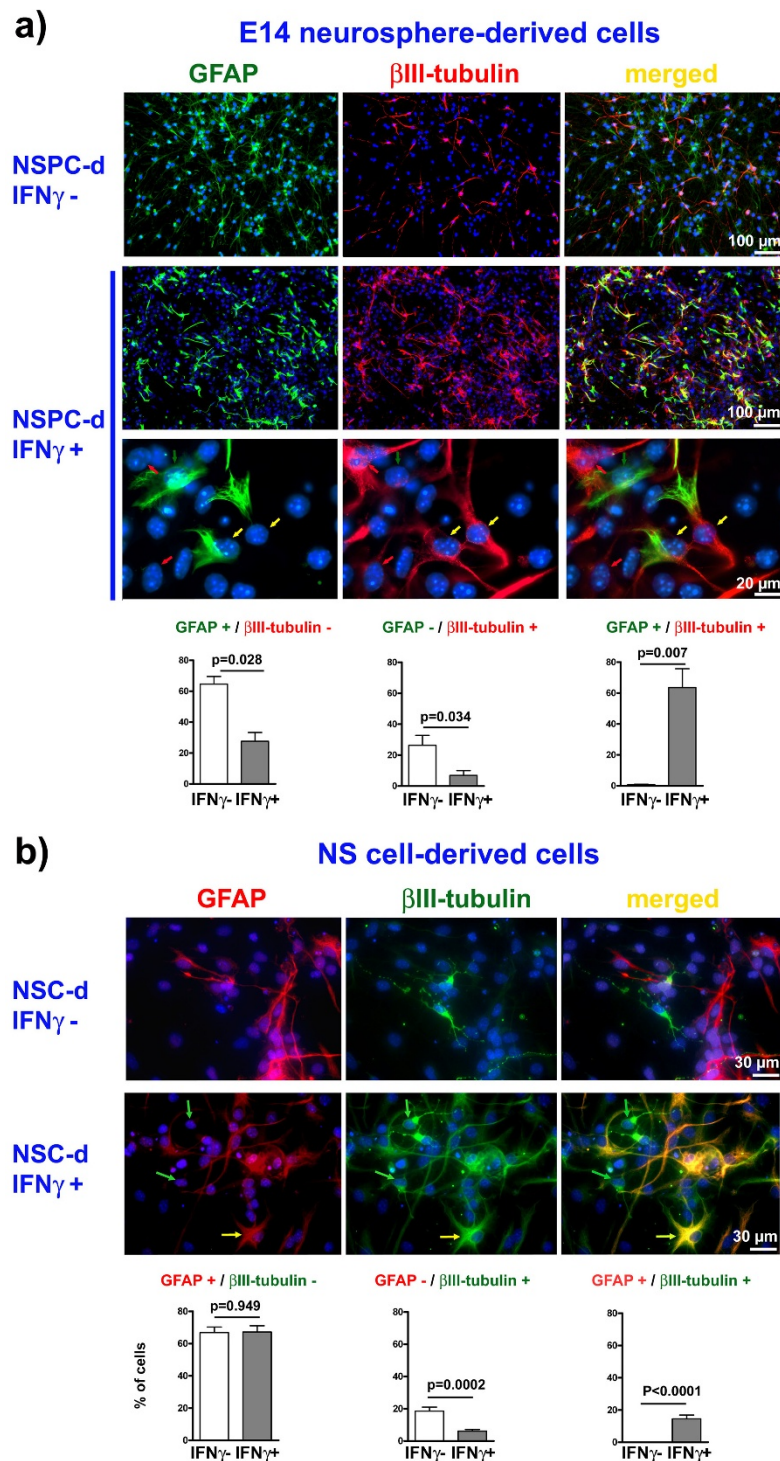 a)
E14 neurosphere-derived cells
GFAP βIII-tubulin merged
NSPC-d
IFNγ -
100 µm
NSPC-d
IFNγ +
100 µm
20 µm
GFAP + / βIII-tubulin - GFAP - / βIII-tubulin + GFAP + / βIII-tubulin +
80 60 40 20 0
p=0.028
IFNγ- IFNγ+
80 60 40 20 0
p=0.034
IFNγ- IFNγ+
80 60 40 20 0
p=0.007
IFNγ- IFNγ+
b)
NS cell-derived cells
GFAP βIII-tubulin merged
NSC-d
IFNγ -
30 µm
NSC-d
IFNγ +
30 µm
GFAP + / βIII-tubulin - GFAP - / βIII-tubulin + GFAP + / βIII-tubulin +
% of cells
80 60 40 20 0
p=0.949
IFNγ- IFNγ+
80 60 40 20 0
p=0.0002
IFNγ- IFNγ+
80 60 40 20 0
P<0.0001
IFNγ- IFNγ+